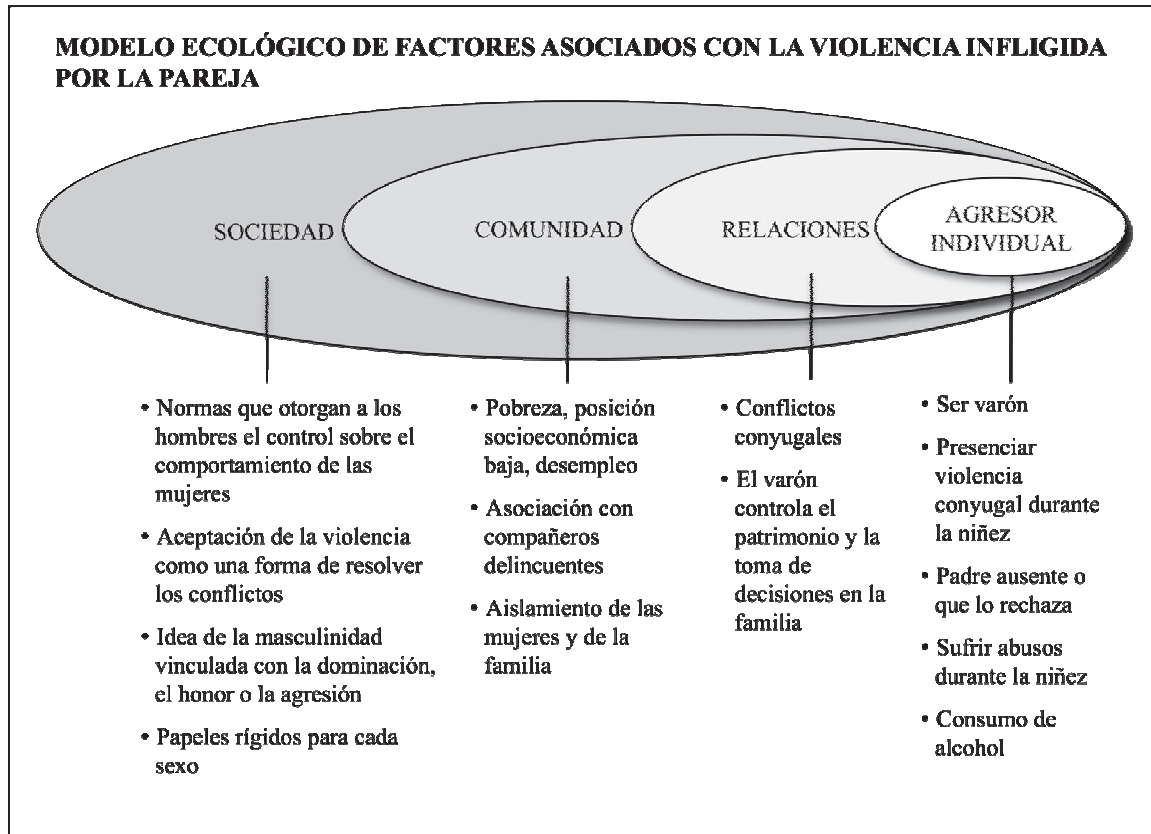 MODELO ECOLÓGICO DE FACTORES ASOCIADOS CON LA VIOLENCIA INFLIGIDA
POR LA PAREJA
SOCIEDAD
COMUNIDAD
RELACIONES
AGRESOR
INDIVIDUAL
• Normas que otorgan a los
hombres el control sobre el
comportamiento de las
mujeres
• Aceptación de la violencia
como una forma de resolver
los conflictos
• Idea de la masculinidad
vinculada con la dominación,
el honor o la agresión
• Papeles rígidos para cada
sexo
• Pobreza, posición
socioeconómica
baja, desempleo
• Asociación con
compañeros
delincuentes
• Aislamiento de las
mujeres y de la
familia
• Conflictos
conyugales
• El varón
controla el
patrimonio y la
toma de
decisiones en la
familia
• Ser varón
• Presenciar
violencia
conyugal durante
la niñez
• Padre ausente o
que lo rechaza
• Sufrir abusos
durante la niñez
• Consumo de
alcohol